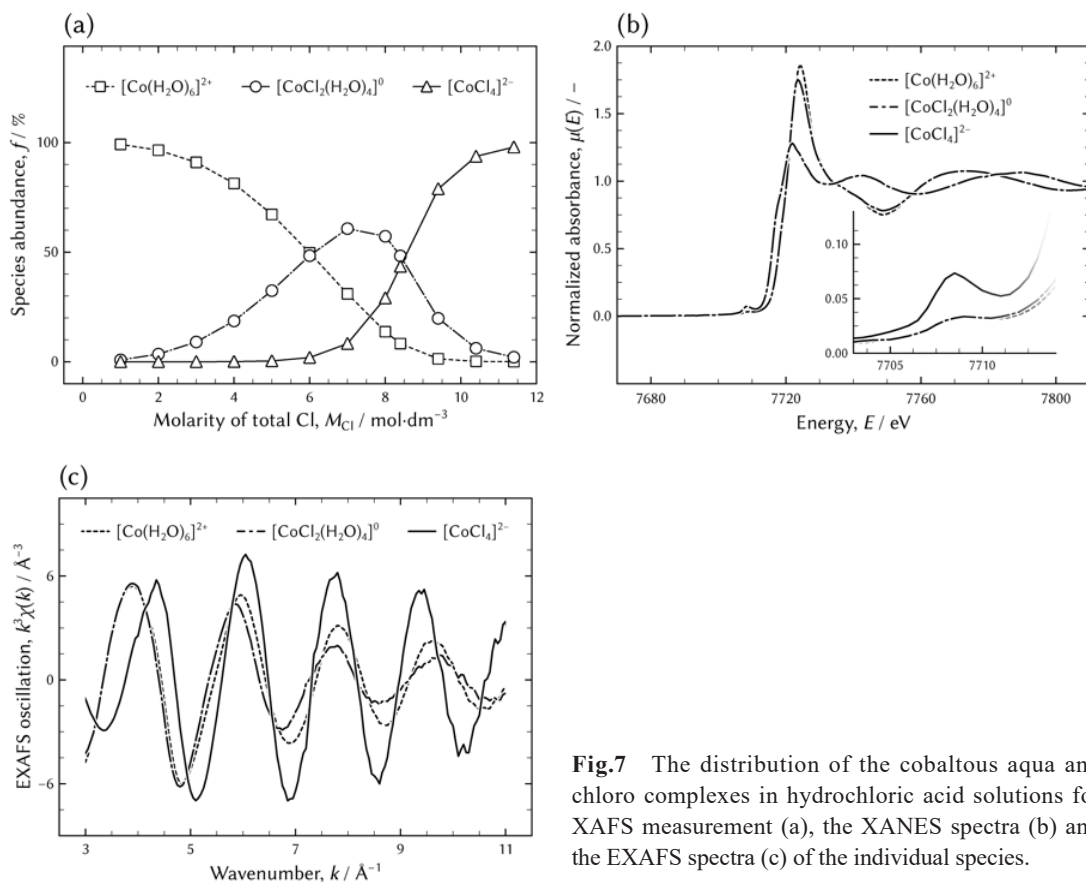 (a)
[Co(H₂O)₆]²⁺ [CoCl₂(H₂O)₄]⁰ [CoCl₄]²⁻
Species abundance, f / %
100
50
0
0 2 4 6 8 10 12
Molarity of total Cl, M_Cl / mol·dm⁻³
(b)
2.0
[Co(H₂O)₆]²⁺
[CoCl₂(H₂O)₄]⁰
[CoCl₄]²⁻
1.5
1.0
0.5
0.0
Normalized absorbance, μ(E) / −
0.10
0.05
0.00
7705 7710
7680 7720 7760 7800
Energy, E / eV
(c)
[Co(H₂O)₆]²⁺ [CoCl₂(H₂O)₄]⁰ [CoCl₄]²⁻
EXAFS oscillation, k³χ(k) / Å⁻³
6
0
−6
3 5 7 9 11
Wavenumber, k / Å⁻¹
Fig.7 The distribution of the cobaltous aqua an
chloro complexes in hydrochloric acid solutions fo
XAFS measurement (a), the XANES spectra (b) an
the EXAFS spectra (c) of the individual species.